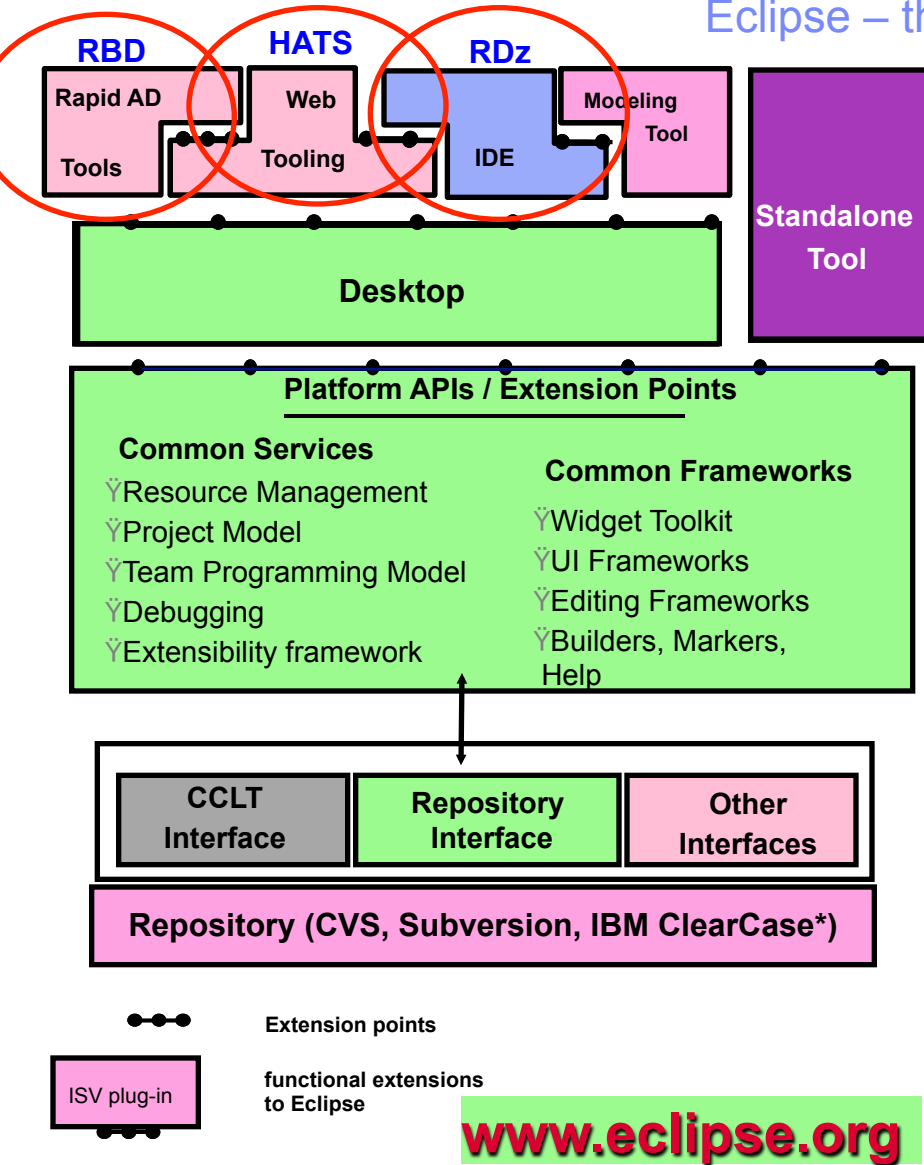 Eclipse – th
RBD
HATS
RDz
Rapid AD
Tools
Web
Tooling
IDE
Modeling
Tool
Standalone
Tool
Desktop
Platform APIs / Extension Points
Common Services
ŸResource Management
ŸProject Model
ŸTeam Programming Model
ŸDebugging
ŸExtensibility framework
Common Frameworks
ŸWidget Toolkit
ŸUI Frameworks
ŸEditing Frameworks
ŸBuilders, Markers,
Help
CCLT
Interface
Repository
Interface
Other
Interfaces
Repository (CVS, Subversion, IBM ClearCase*)
Extension points
ISV plug-in
functional extensions
to Eclipse
www.eclipse.org